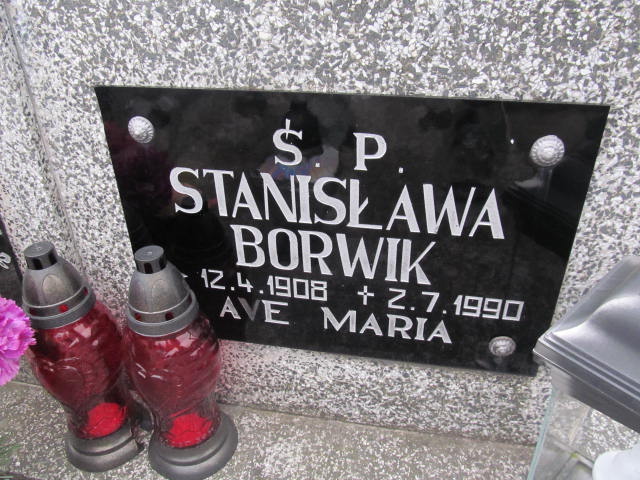 Ś. P.
STANISŁAWA
BORWIK
12.4.1908 + 2.7.1990
AVE MARIA